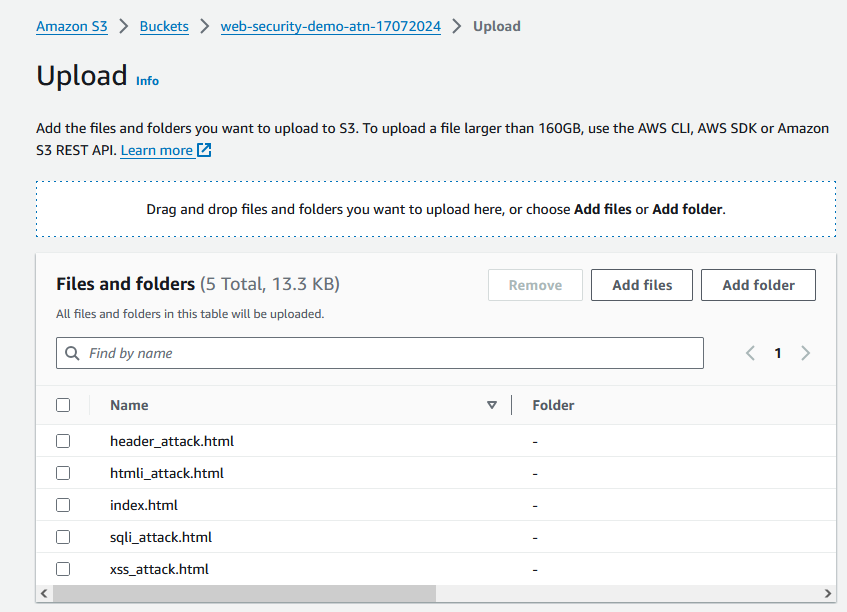 Amazon S3 > Buckets > web-security-demo-atn-17072024 > Upload
Upload Info
Add the files and folders you want to upload to S3. To upload a file larger than 160GB, use the AWS CLI, AWS SDK or Amazon
S3 REST API. Learn more
Drag and drop files and folders you want to upload here, or choose Add files or Add folder.
Files and folders (5 Total, 13.3 KB)
Remove
Add files
Add folder
All files and folders in this table will be uploaded.
Find by name
1
Name
Folder
header_attack.html -
htmli_attack.html -
index.html -
sqli_attack.html -
xss_attack.html -